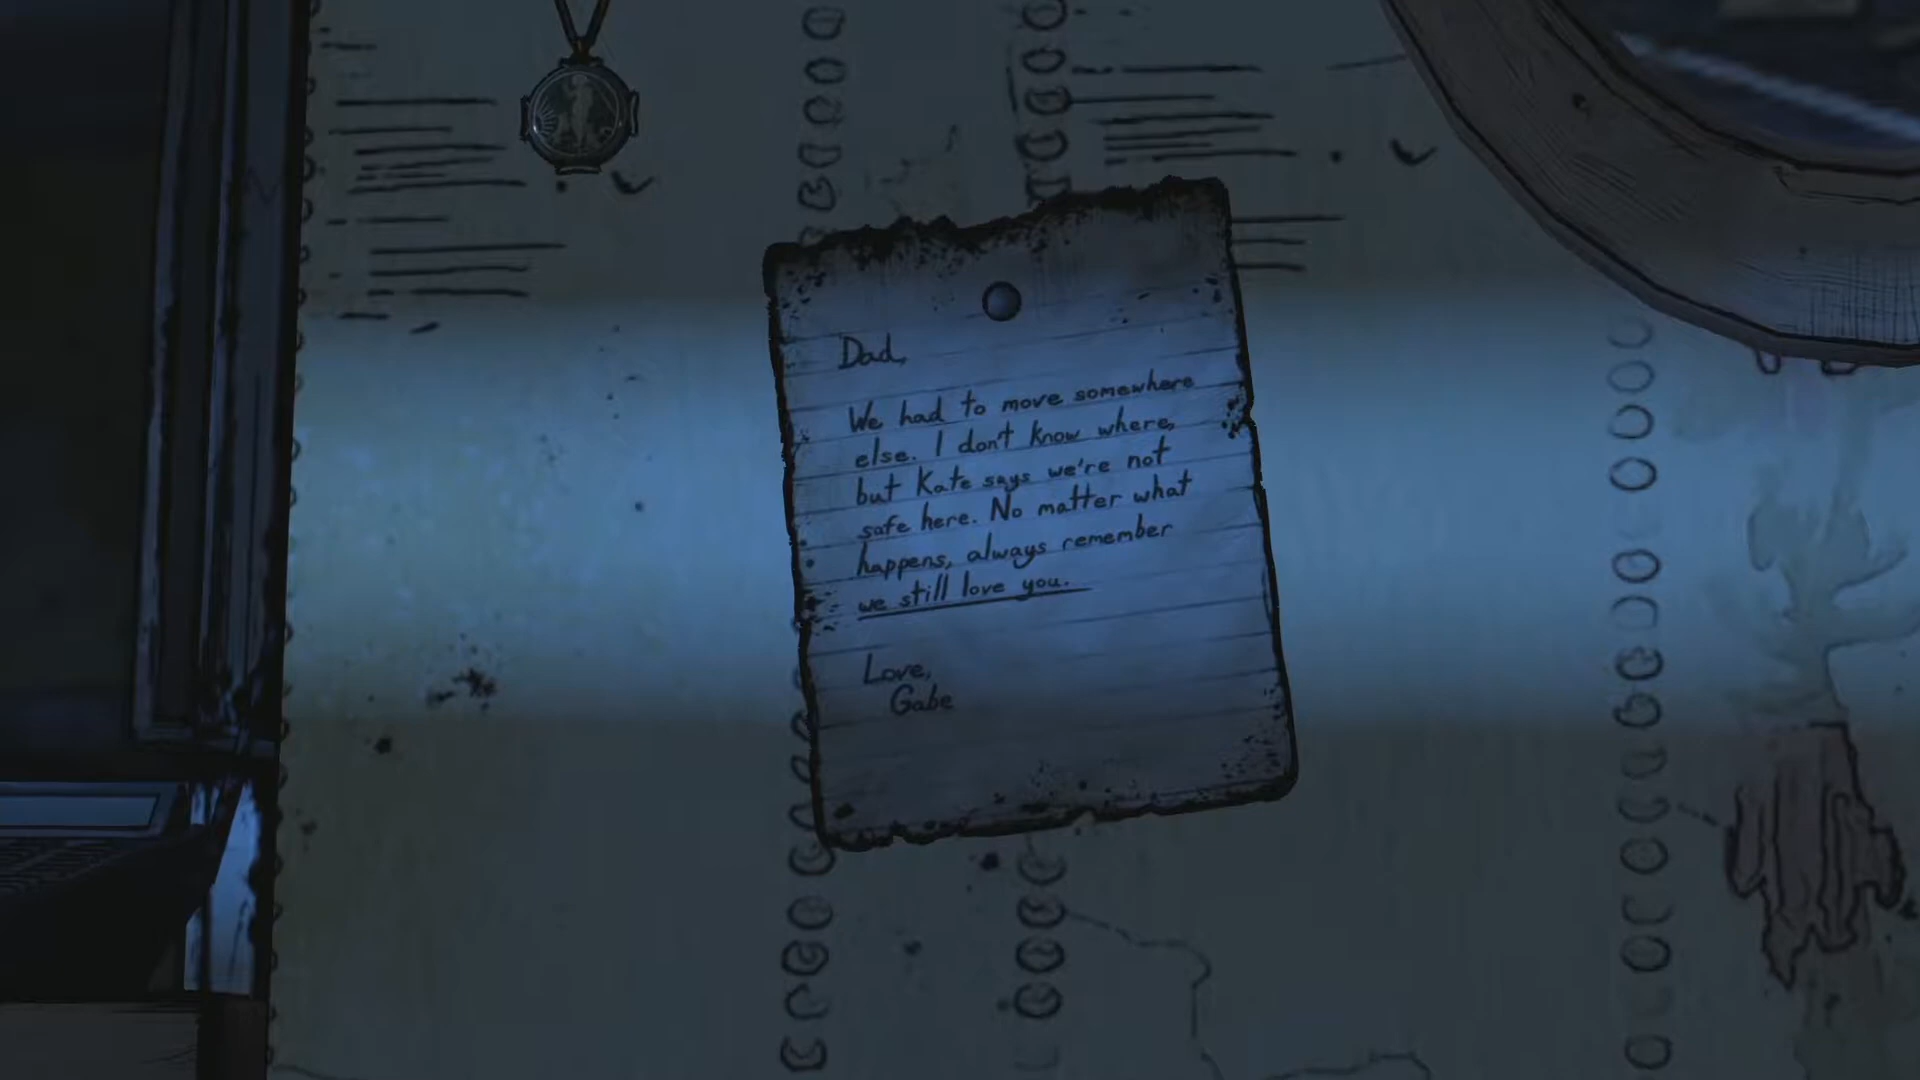 Dad,
We had to move somewhere
else. I don't know where,
but Kate says we're not
safe here. No matter what
happens, always remember
we still love you.
Love,
Gabe